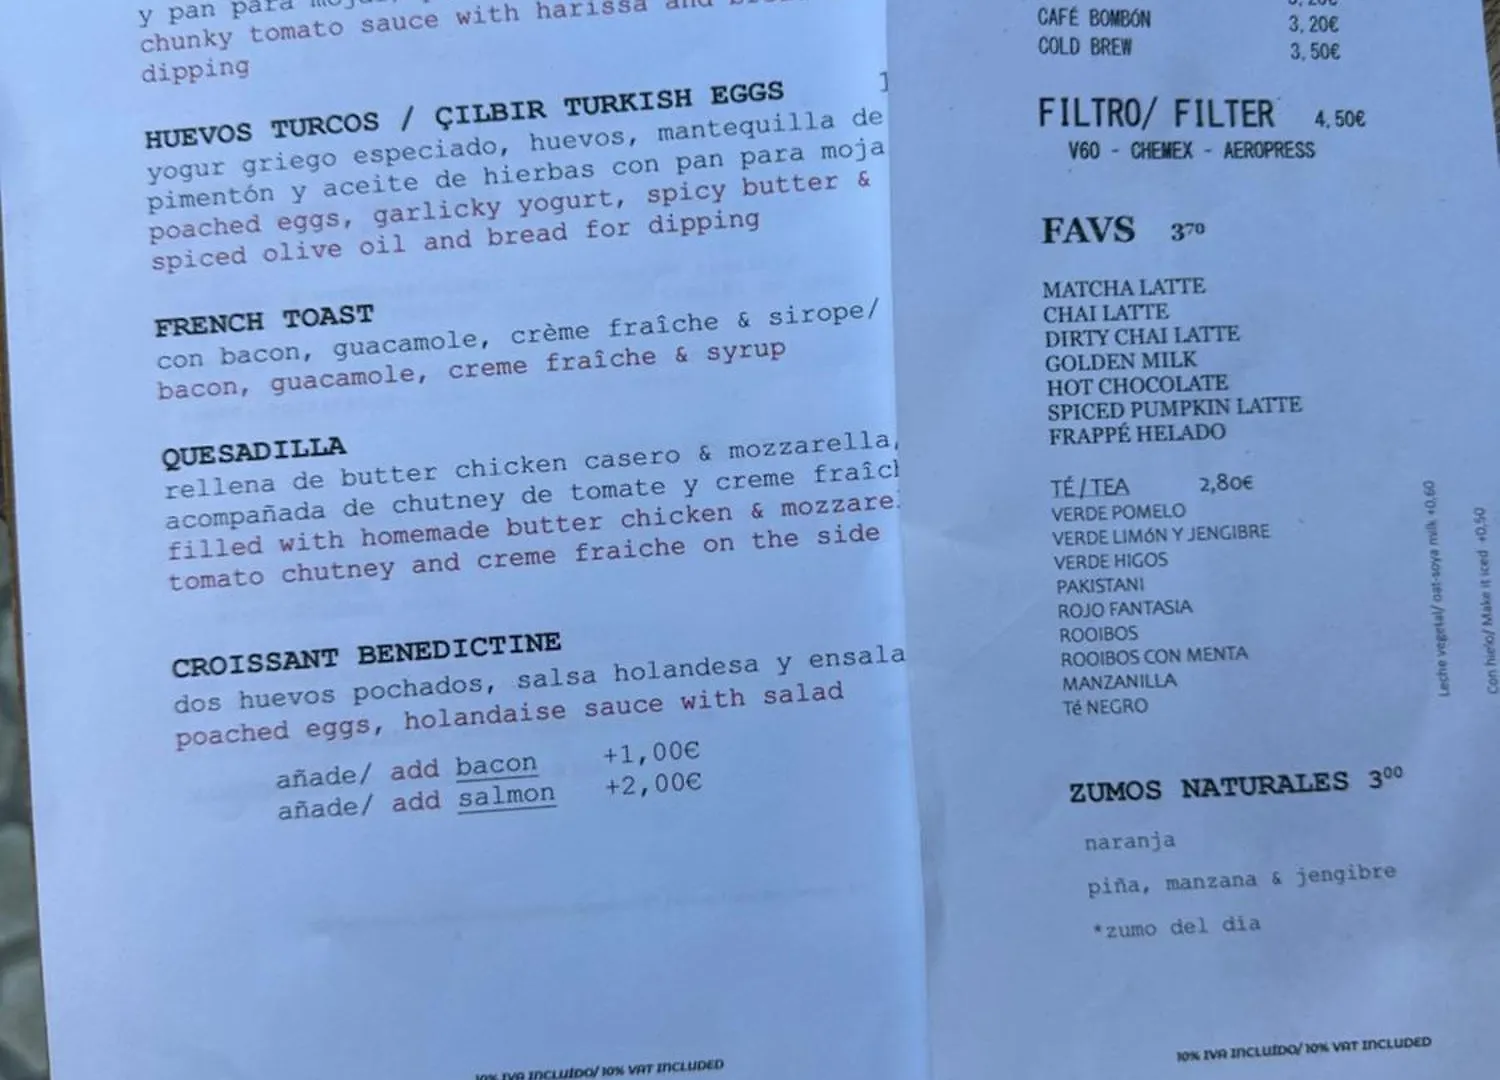 y pan para
chunky tomato sauce with harissa and
dipping
HUEVOS TURCOS / ÇILBIR TURKISH EGGS
yogur griego especiado, huevos, mantequilla de
pimentón y aceite de hierbas con pan para moja
poached eggs, garlicky yogurt, spicy butter &
spiced olive oil and bread for dipping
FRENCH TOAST
con bacon, guacamole, crème fraîche & sirope/
bacon, guacamole, creme fraîche & syrup
QUESADILLA
rellena de butter chicken casero & mozzarella,
acompañada de chutney de tomate y creme fraîc
filled with homemade butter chicken & mozzare
tomato chutney and creme fraiche on the side
CROISSANT BENEDICTINE
dos huevos pochados, salsa holandesa y ensala
poached eggs, holandaise sauce with salad
añade/ add bacon +1,00€
añade/ add salmon +2,00€
10% IVA INCLUÍDO/ 10% VAT INCLUDED
CAFÉ BOMBÓN 3,20€
COLD BREW 3,50€
FILTRO/ FILTER 4,50€
V60 - CHEMEX - AEROPRESS
FAVS 3⁷⁰
MATCHA LATTE
CHAI LATTE
DIRTY CHAI LATTE
GOLDEN MILK
HOT CHOCOLATE
SPICED PUMPKIN LATTE
FRAPPÉ HELADO
TÉ/TEA 2,80€
VERDE POMELO
VERDE LIMóN Y JENGIBRE
VERDE HIGOS
PAKISTANI
ROJO FANTASIA
ROOIBOS
ROOIBOS CON MENTA
MANZANILLA
Té NEGRO
Leche vegetal/ oat-soya milk +0,60
Con hielo/ Make it iced +0,50
ZUMOS NATURALES 3⁰⁰
naranja
piña, manzana & jengibre
*zumo del dia
10% IVA INCLUÍDO/ 10% VAT INCLUDED